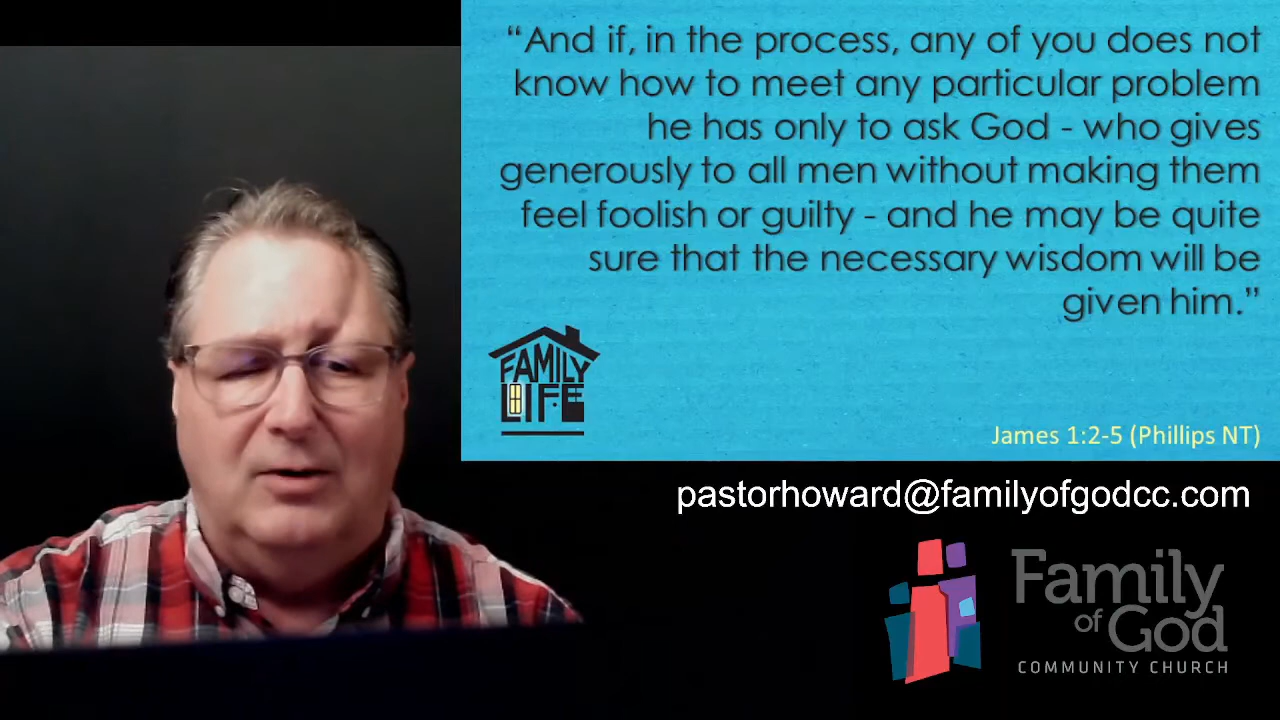 “And if, in the process, any of you does not
know how to meet any particular problem
he has only to ask God - who gives
generously to all men without making them
feel foolish or guilty - and he may be quite
sure that the necessary wisdom will be
given him.”
FAMILY
LIFE
James 1:2-5 (Phillips NT)
pastorhoward@familyofgodcc.com
Family
of God
COMMUNITY CHURCH